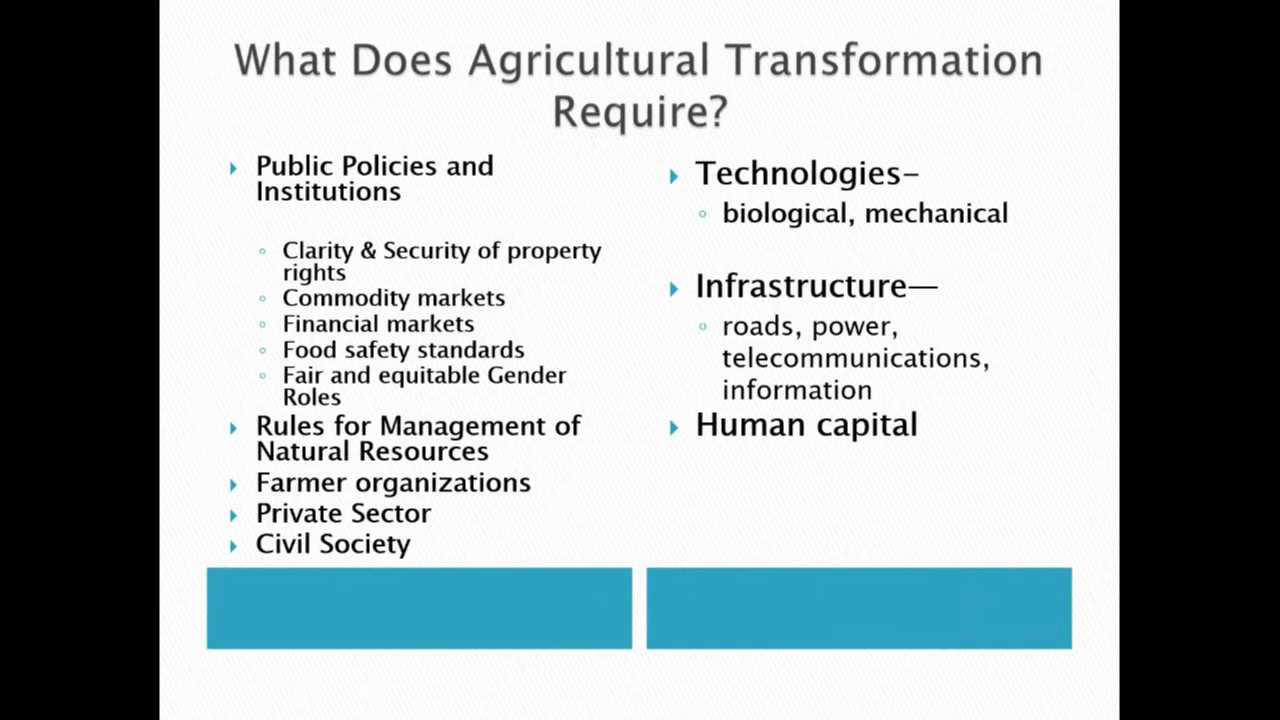 What Does Agricultural Transformation
Require?
Public Policies and
Institutions
Clarity & Security of property
rights
Commodity markets
Financial markets
Food safety standards
Fair and equitable Gender
Roles
Rules for Management of
Natural Resources
Farmer organizations
Private Sector
Civil Society
Technologies–
biological, mechanical
Infrastructure—
roads, power,
telecommunications,
information
Human capital